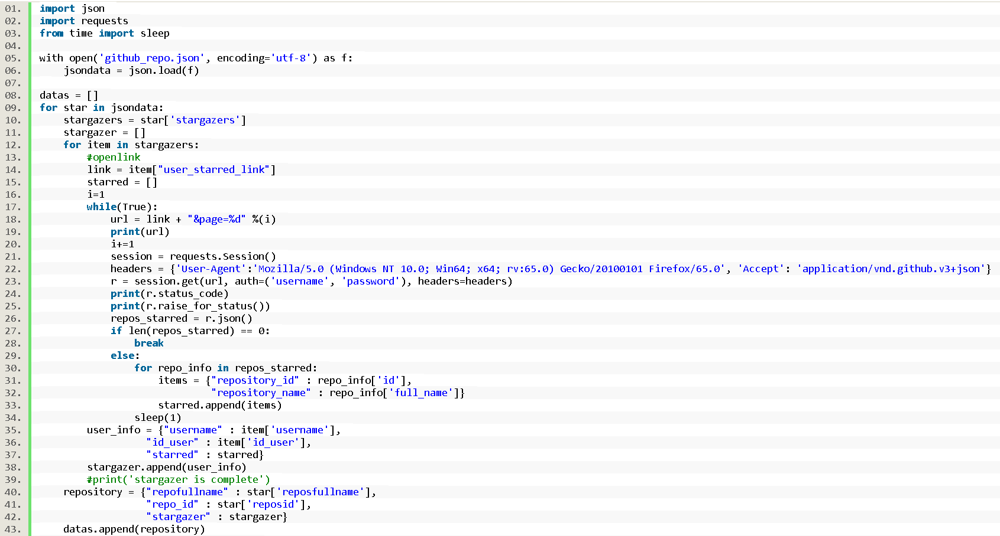 01. import json
02. import requests
03. from time import sleep
04.
05. with open('github_repo.json', encoding='utf-8') as f:
06.     jsondata = json.load(f)
07.
08. datas = []
09. for star in jsondata:
10.     stargazers = star['stargazers']
11.     stargazer = []
12.     for item in stargazers:
13.         #openlink
14.         link = item["user_starred_link"]
15.         starred = []
16.         i=1
17.         while(True):
18.             url = link + "&page=%d" %(i)
19.             print(url)
20.             i+=1
21.             session = requests.Session()
22.             headers = {'User-Agent':'Mozilla/5.0 (Windows NT 10.0; Win64; x64; rv:65.0) Gecko/20100101 Firefox/65.0', 'Accept': 'application/vnd.github.v3+json'}
23.             r = session.get(url, auth=('username', 'password'), headers=headers)
24.             print(r.status_code)
25.             print(r.raise_for_status())
26.             repos_starred = r.json()
27.             if len(repos_starred) == 0:
28.                 break
29.             else:
30.                 for repo_info in repos_starred:
31.                     items = {"repository_id" : repo_info['id'],
32.                              "repository_name" : repo_info['full_name']}
33.                     starred.append(items)
34.                 sleep(1)
35.         user_info = {"username" : item['username'],
36.                   "id_user" : item['id_user'],
37.                   "starred" : starred}
38.         stargazer.append(user_info)
39.         #print('stargazer is complete')
40.     repository = {"repofullname" : star['reposfullname'],
41.                   "repo_id" : star['reposid'],
42.                   "stargazer" : stargazer}
43.     datas.append(repository)